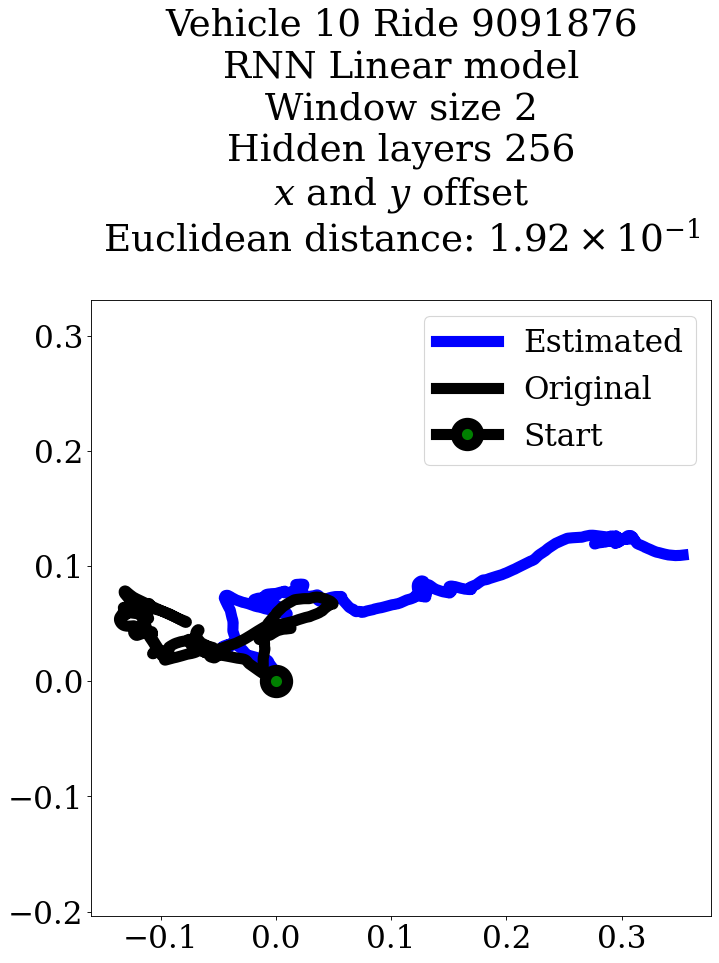 Vehicle 10 Ride 9091876
RNN Linear model
Window size 2
Hidden layers 256
x and y offset
Euclidean distance: 1.92 × 10⁻¹
Estimated
Original
Start
0.3
0.2
0.1
0.0
−0.1
−0.2
−0.1 0.0 0.1 0.2 0.3